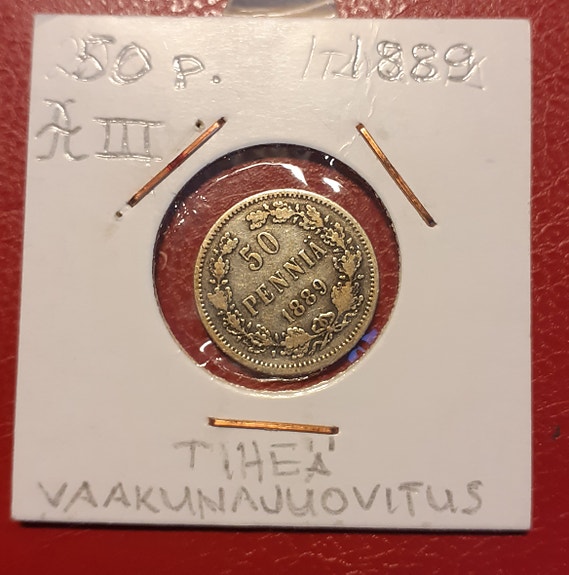 50 p. 1889
III
50
PENNIA
1889
TIHEÄ
VAAKUNAJUOVITUS